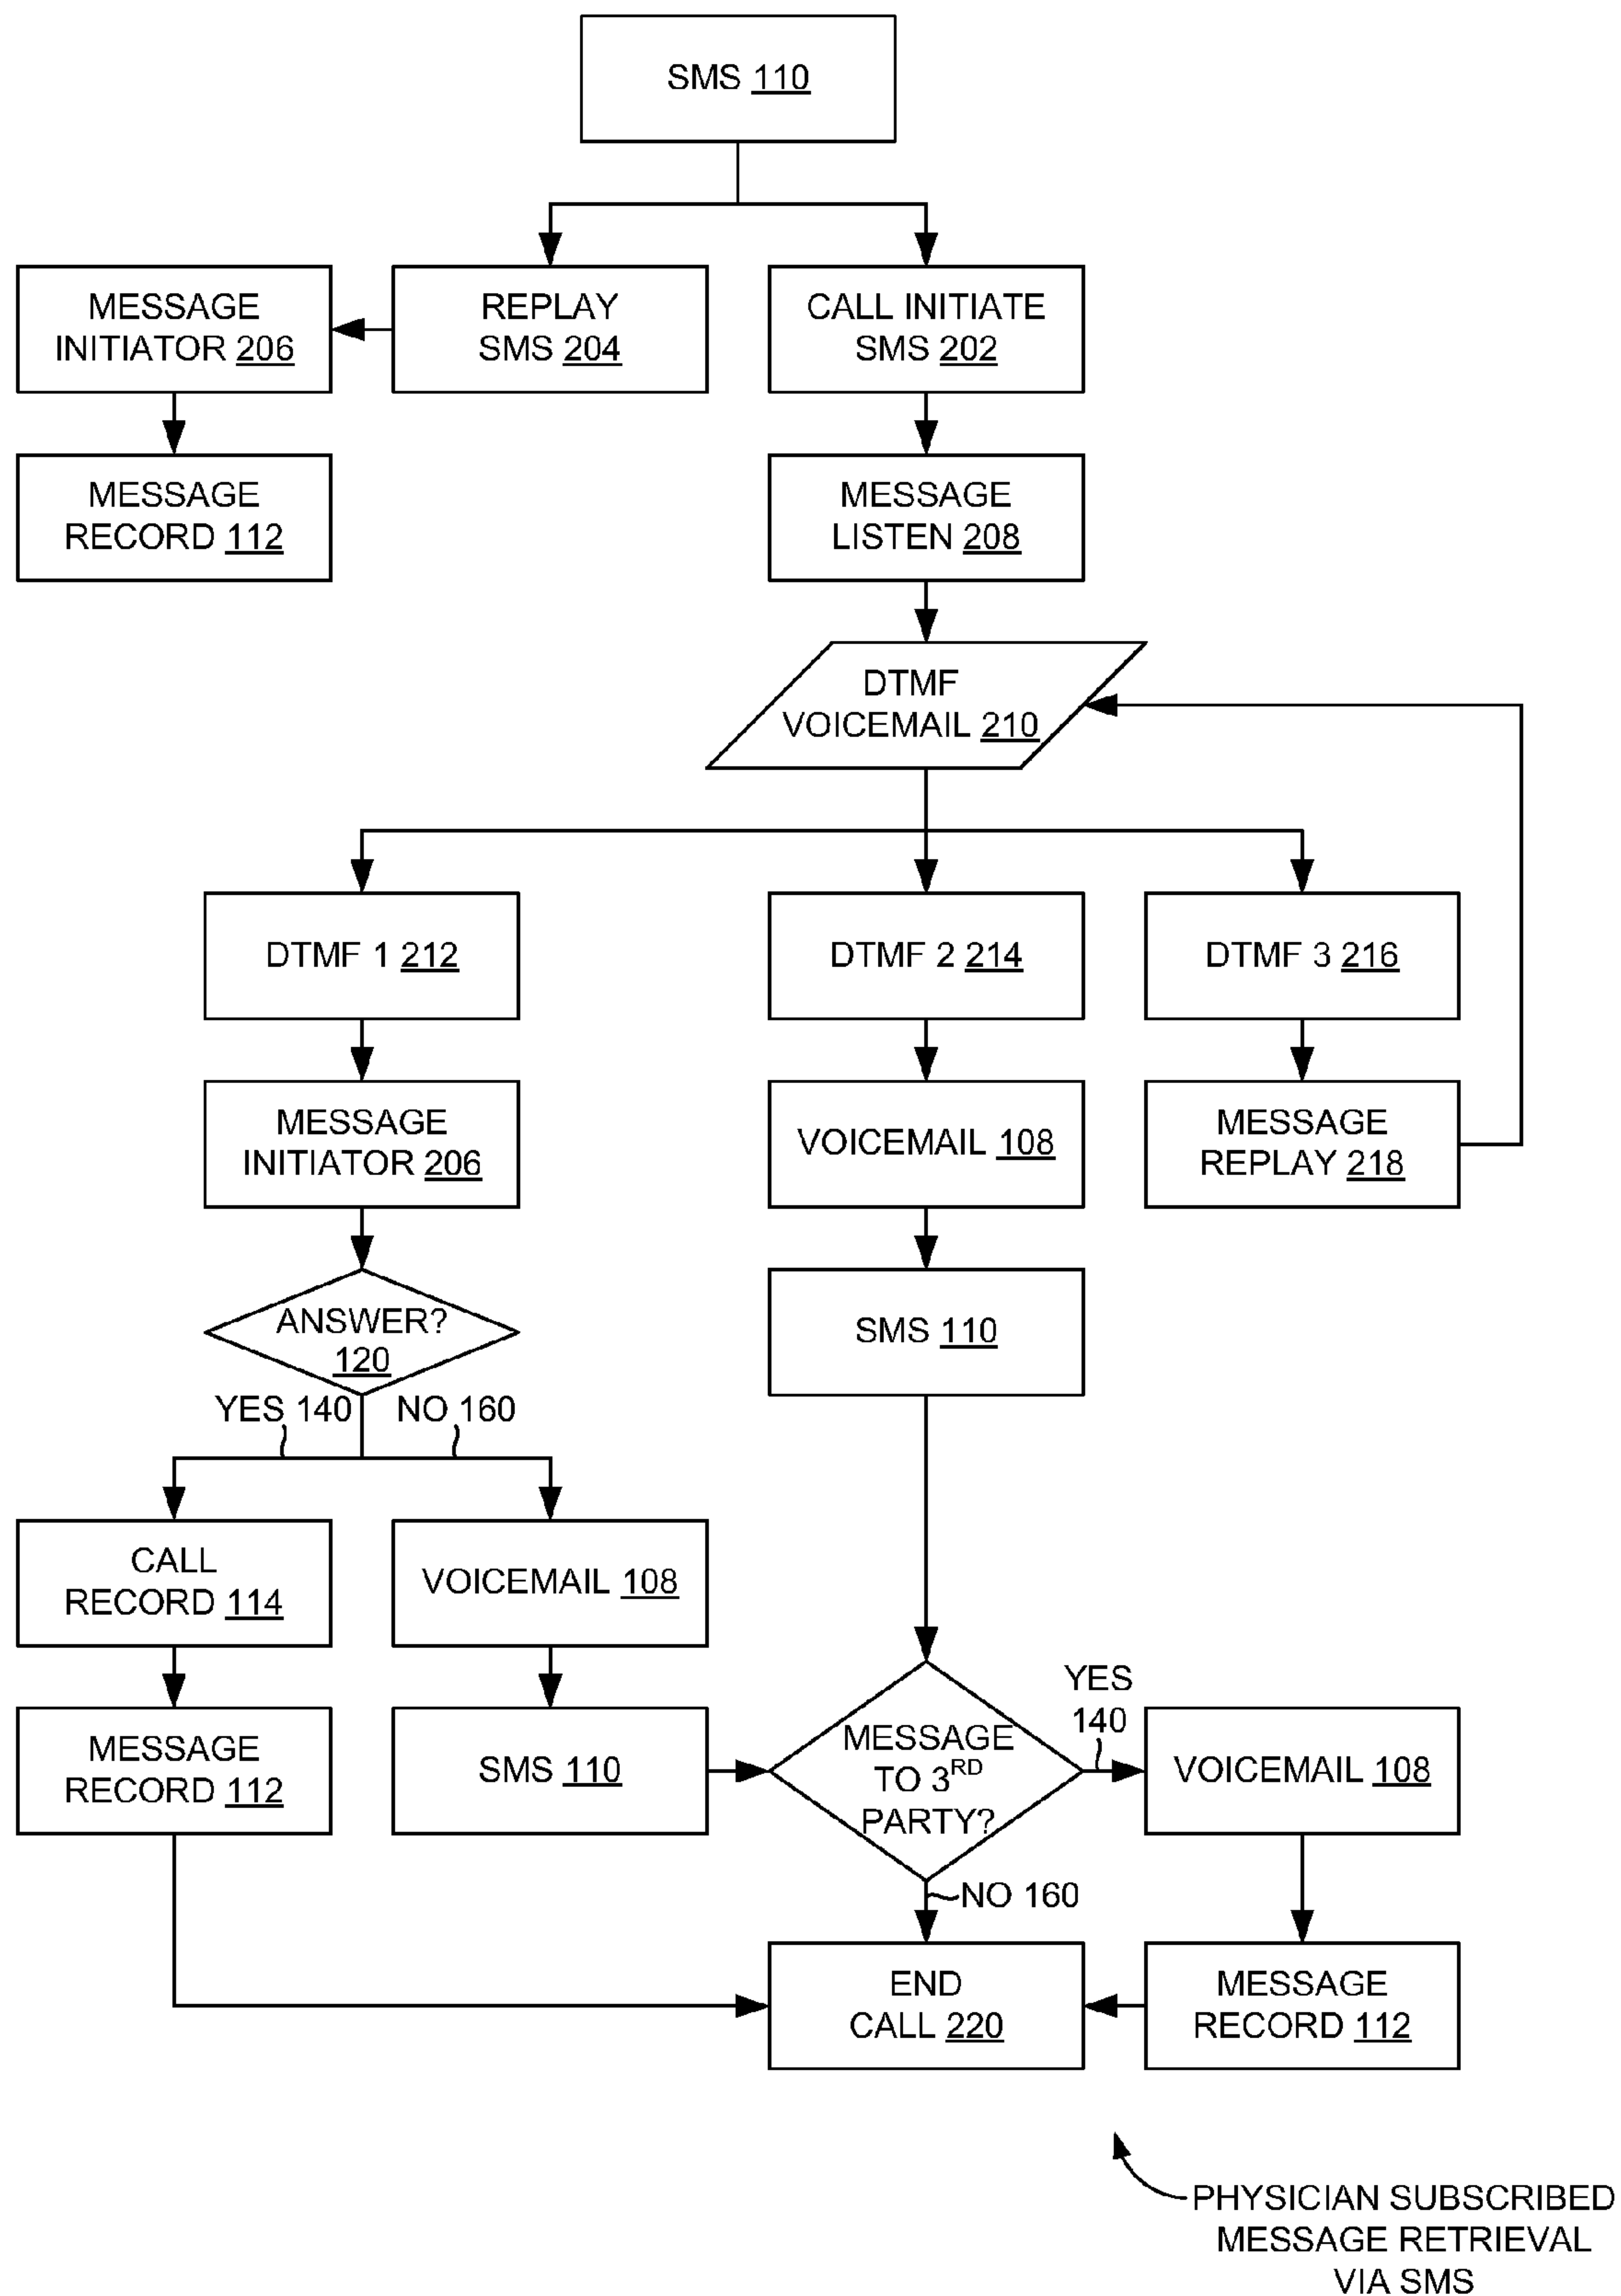 SMS 110
MESSAGE
INITIATOR 206
REPLAY
SMS 204
CALL INITIATE
SMS 202
MESSAGE
RECORD 112
MESSAGE
LISTEN 208
DTMF
VOICEMAIL 210
DTMF 1 212
DTMF 2 214
DTMF 3 216
MESSAGE
INITIATOR 206
VOICEMAIL 108
MESSAGE
REPLAY 218
ANSWER?
120
SMS 110
YES 140
NO 160
CALL
RECORD 114
VOICEMAIL 108
MESSAGE
RECORD 112
SMS 110
MESSAGE
TO 3RD
PARTY?
YES
140
VOICEMAIL 108
NO 160
END
CALL 220
MESSAGE
RECORD 112
PHYSICIAN SUBSCRIBED
MESSAGE RETRIEVAL
VIA SMS